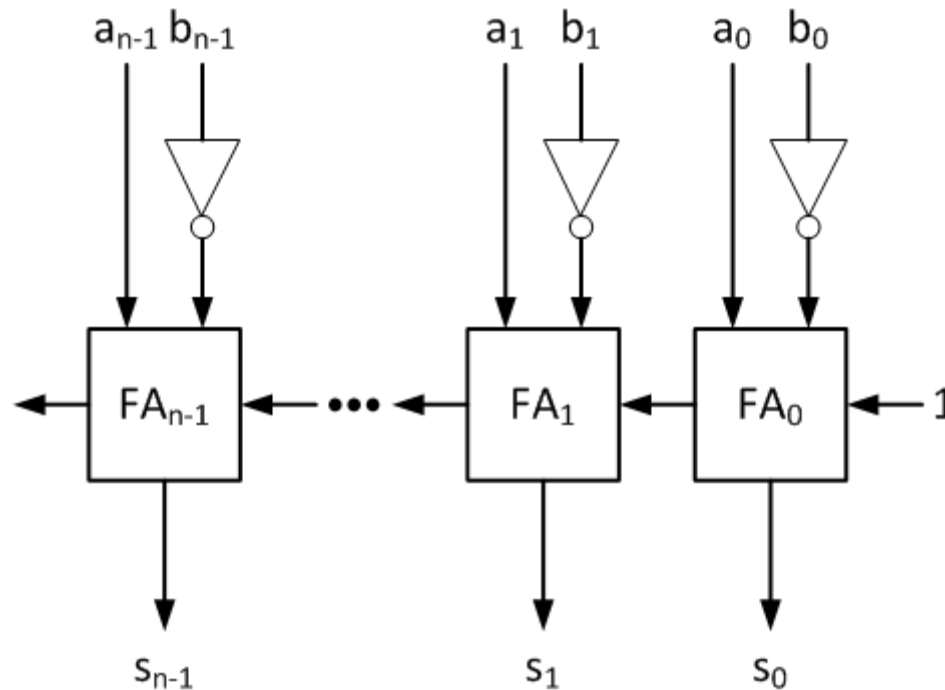 aₙ₋₁ bₙ₋₁ a₁ b₁ a₀ b₀
FAₙ₋₁ ••• FA₁ FA₀ 1
sₙ₋₁ s₁ s₀